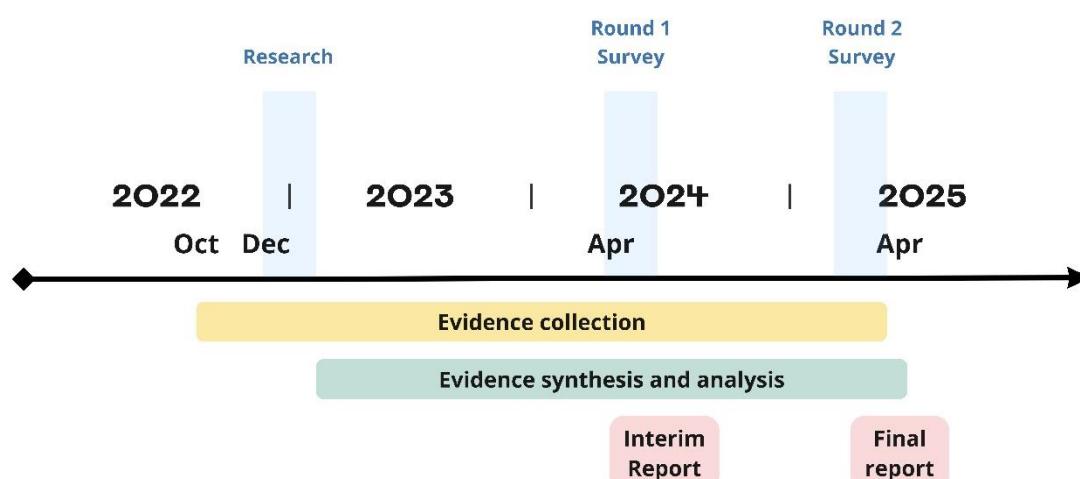 Research
Round 1
Survey
Round 2
Survey
2022 | 2023 | 2024 | 2025
Oct Dec Apr Apr
Evidence collection
Evidence synthesis and analysis
Interim
Report
Final
report